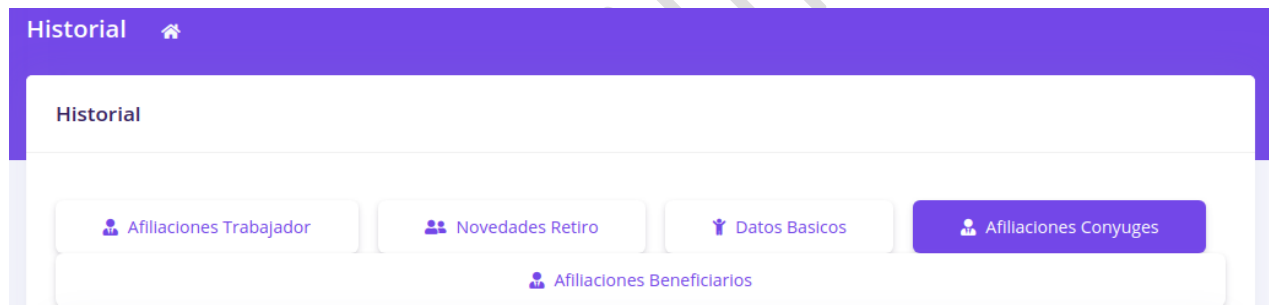 Historial
Historial
Afiliaciones Trabajador Novedades Retiro Datos Basicos Afiliaciones Conyuges
Afiliaciones Beneficiarios